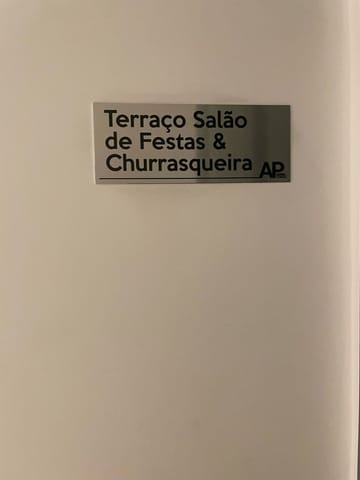 Terraço Salão
de Festas &
Churrasqueira
AP